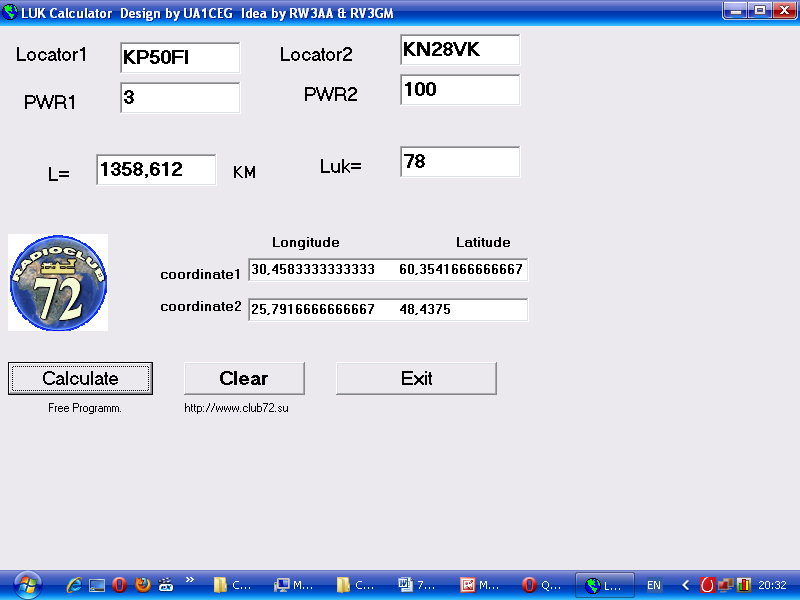 LUK Calculator Design by UA1CEG Idea by RW3AA & RV3GM
Locator1 KP50FI Locator2 KN28VK
PWR1 3 PWR2 100
L= 1358,612 KM Luk= 78
Longitude Latitude
RADIOCLUB
72
coordinate1 30,4583333333333 60,3541666666667
coordinate2 25,7916666666667 48,4375
Calculate Clear Exit
Free Programm. http://www.club72.su
» C... M... C... 7... M... Q... L... EN 20:32